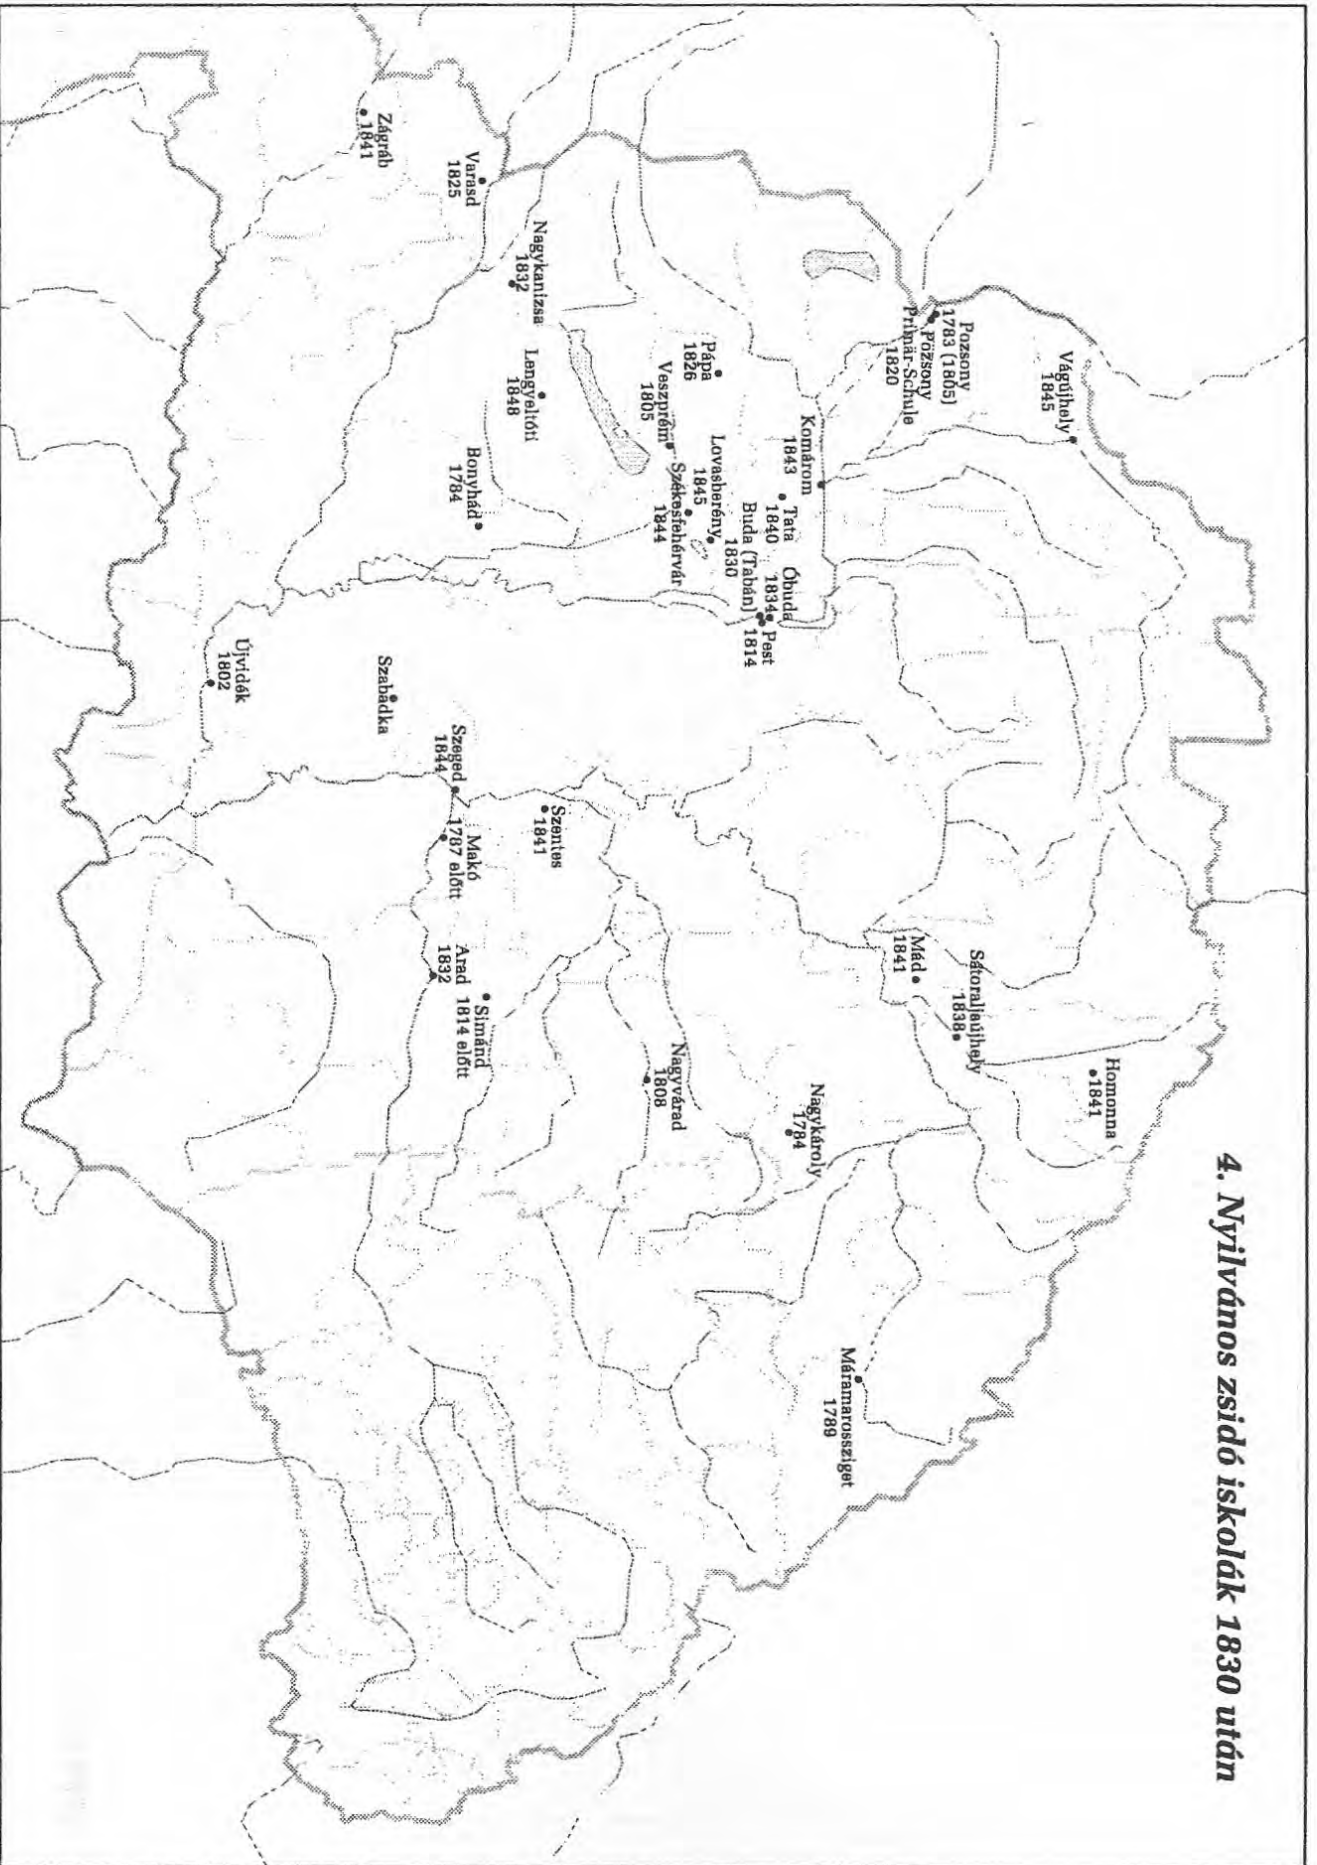 4. Nyilvános zsidó iskolák 1830 után
Vágújhely
1845
Pozsony
1783 (1805)
Pozsony
Primär-Schule
1820
Homonna
1841
Sátoraljaújhely
1838
Mád
1841
Komárom
1843
Tata
1840
Óbuda
1834
Buda (Tabán)
1830
Pest
1814
Máramarossziget
1789
Nagykároly
1784
Pápa
1826
Lovasberény
1845
Veszprém
1805
Székesfehérvár
1844
Nagyvárad
1808
Nagykanizsa
1832
Lengyeltóti
1848
Szentes
1841
Varasd
1825
Bonyhád
1784
Szeged
1844
Makó
1787 előtt
Simánd
1814 előtt
Arad
1832
Zágráb
1841
Szabadka
Újvidék
1802